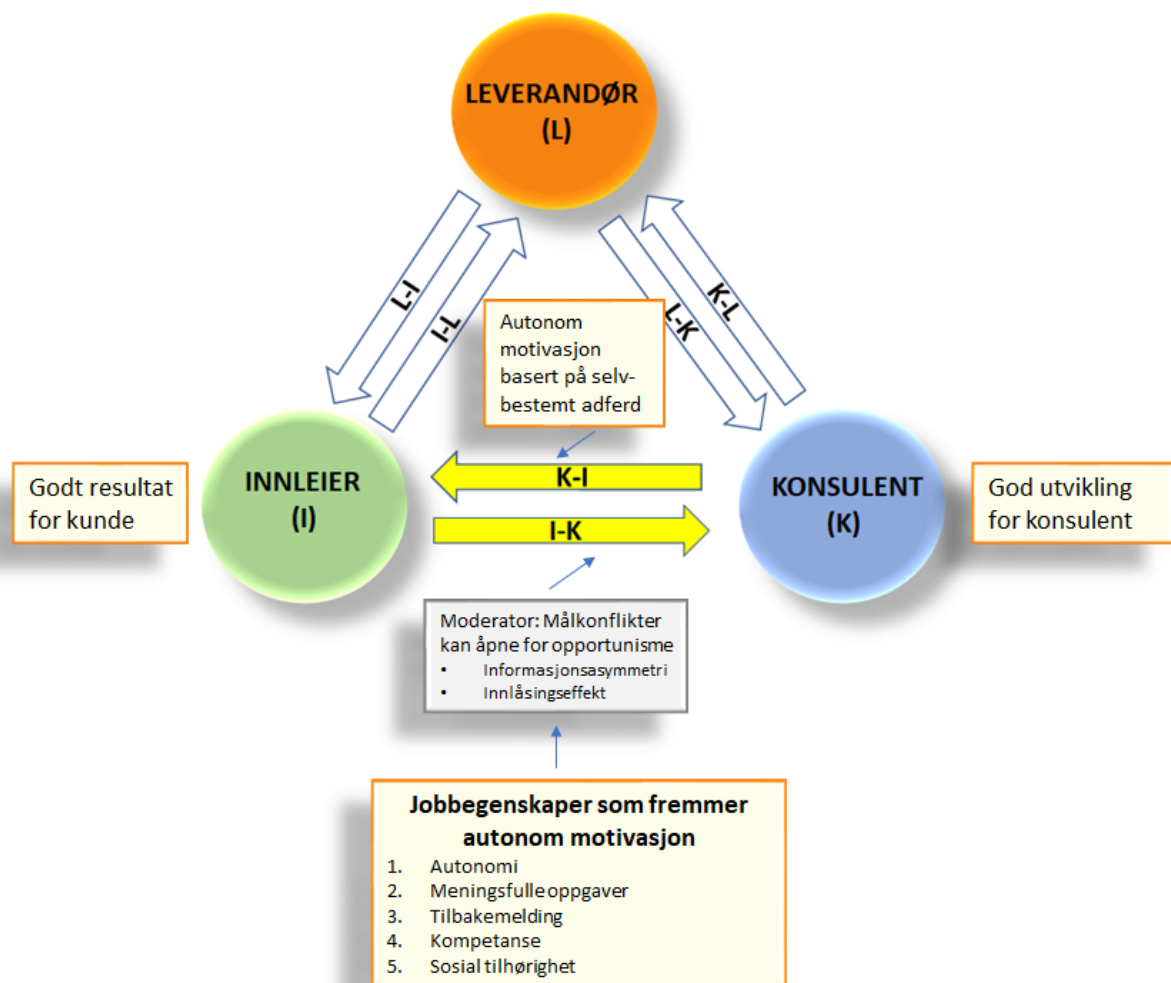 LEVERANDØR
(L)
L-I
I-L
L-K
K-L
Autonom
motivasjon
basert på selv-
bestemt adferd
Godt resultat
for kunde
INNLEIER
(I)
K-I
I-K
KONSULENT
(K)
God utvikling
for konsulent
Moderator: Målkonflikter
kan åpne for opportunisme
• Informasjonsasymmetri
• Innlåsingseffekt
Jobbegenskaper som fremmer
autonom motivasjon
1. Autonomi
2. Meningsfulle oppgaver
3. Tilbakemelding
4. Kompetanse
5. Sosial tilhørighet